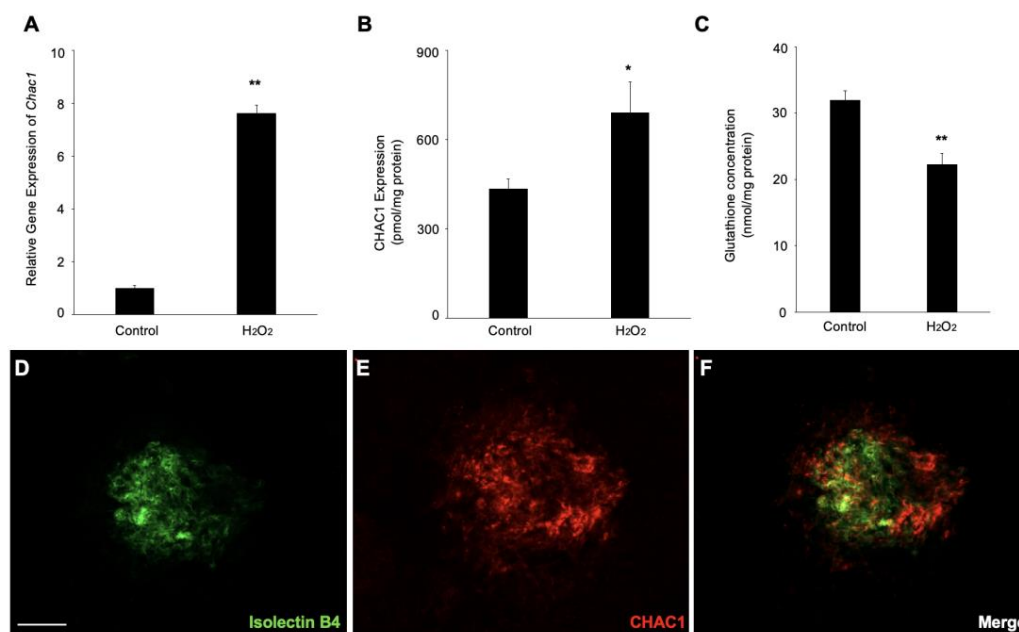 A
Relative Gene Expression of Chac1
10
8
6
4
2
0
**
Control
H2O2
B
CHAC1 Expression
(pmol/mg protein)
900
600
300
0
*
Control
H2O2
C
Glutathione concentration
(nmol/mg protein)
40
30
20
10
0
**
Control
H2O2
D
Isolectin B4
E
CHAC1
F
Merge